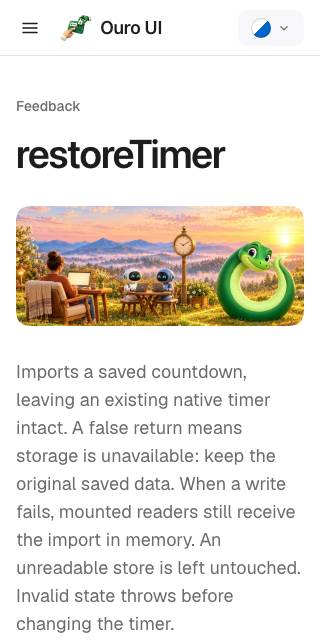 Ouro UI
Feedback
restoreTimer
Imports a saved countdown,
leaving an existing native timer
intact. A false return means
storage is unavailable: keep the
original saved data. When a write
fails, mounted readers still receive
the import in memory. An
unreadable store is left untouched.
Invalid state throws before
changing the timer.